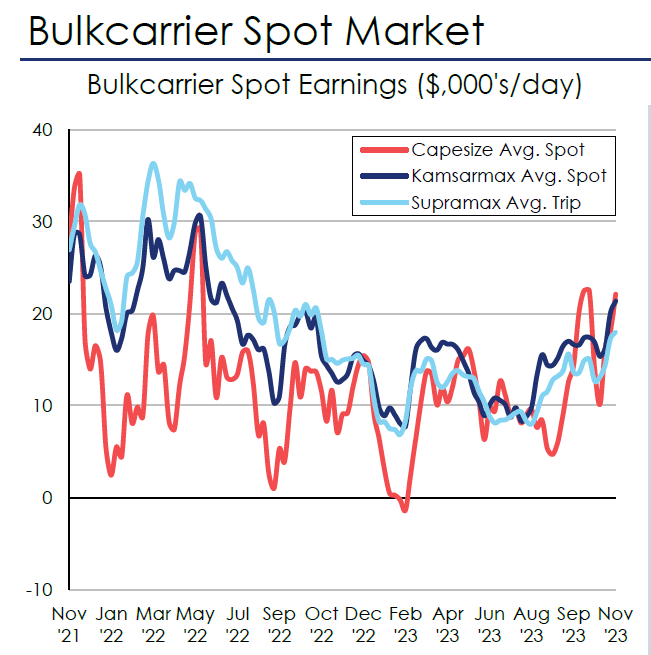 Bulkcarrier Spot Market
Bulkcarrier Spot Earnings ($,000's/day)
40
30
20
10
0
-10
Capesize Avg. Spot
Kamsarmax Avg. Spot
Supramax Avg. Trip
Nov Jan Mar May Jul Sep Oct Dec Feb Apr Jun Aug Sep Nov
'21 '22 '22 '22 '22 '22 '22 '22 '23 '23 '23 '23 '23 '23